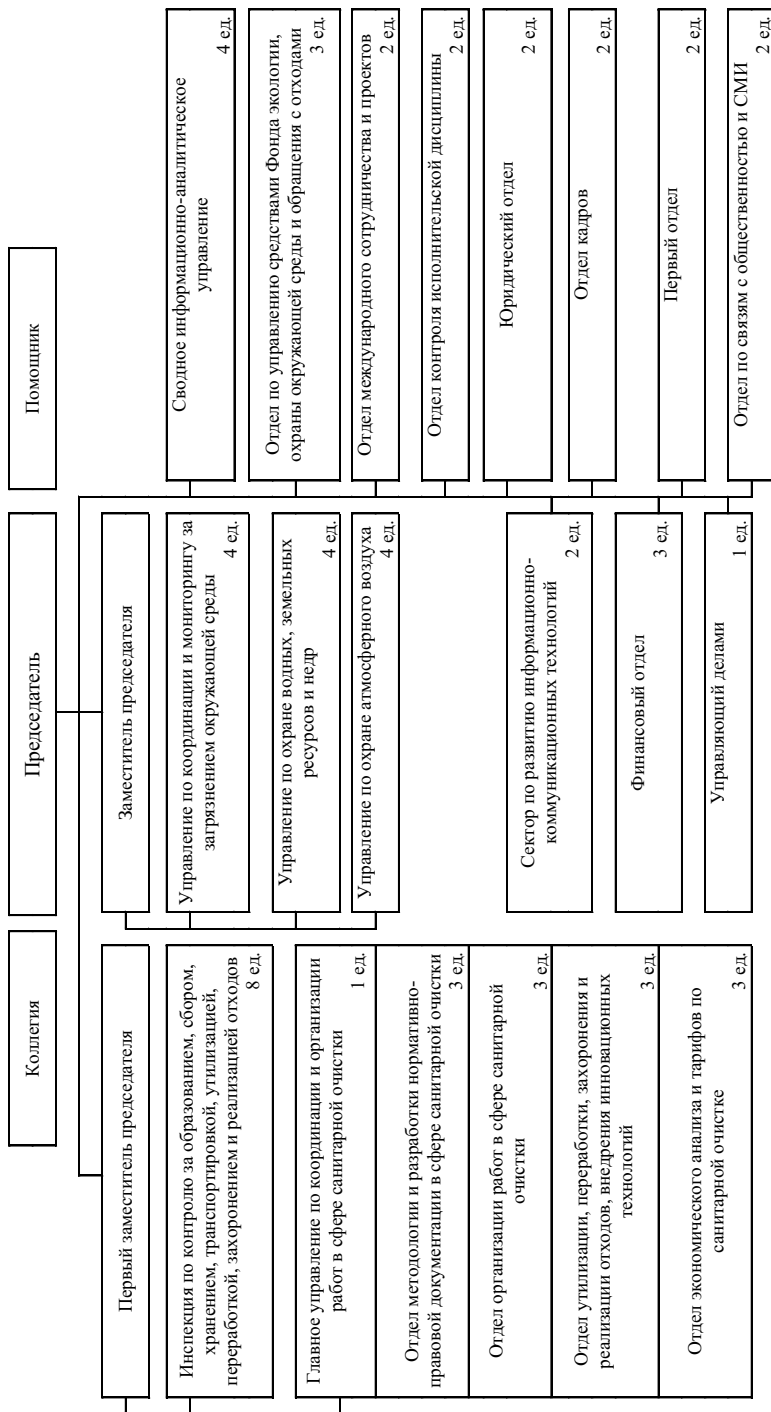 Коллегия
Председатель
Помощник
Первый заместитель председателя
Заместитель председателя
Инспекция по контролю за образованием, сбором,
хранением, транспортировкой, утилизацией,
переработкой, захоронением и реализацией отходов
8 ед.
Главное управление по координации и организации
работ в сфере санитарной очистки
1 ед.
Отдел методологии и разработки нормативно-
правовой документации в сфере санитарной очистки
3 ед.
Отдел организации работ в сфере санитарной
очистки
3 ед.
Отдел утилизации, переработки, захоронения и
реализации отходов, внедрения инновационных
технологий
3 ед.
Отдел экономического анализа и тарифов по
санитарной очистке
3 ед.
Управление по координации и мониторингу за
загрязнением окружающей среды
4 ед.
Управление по охране водных, земельных
ресурсов и недр
4 ед.
Управление по охране атмосферного воздуха
4 ед.
Сектор по развитию информационно-
коммуникационных технологий
2 ед.
Финансовый отдел
3 ед.
Управляющий делами
1 ед.
Сводное информационно-аналитическое
управление
4 ед.
Отдел по управлению средствами Фонда экологии,
охраны окружающей среды и обращения с отходами
3 ед.
Отдел международного сотрудничества и проектов
2 ед.
Отдел контроля исполнительской дисциплины
2 ед.
Юридический отдел
2 ед.
Отдел кадров
2 ед.
Первый отдел
2 ед.
Отдел по связям с общественностью и СМИ
2 ед.